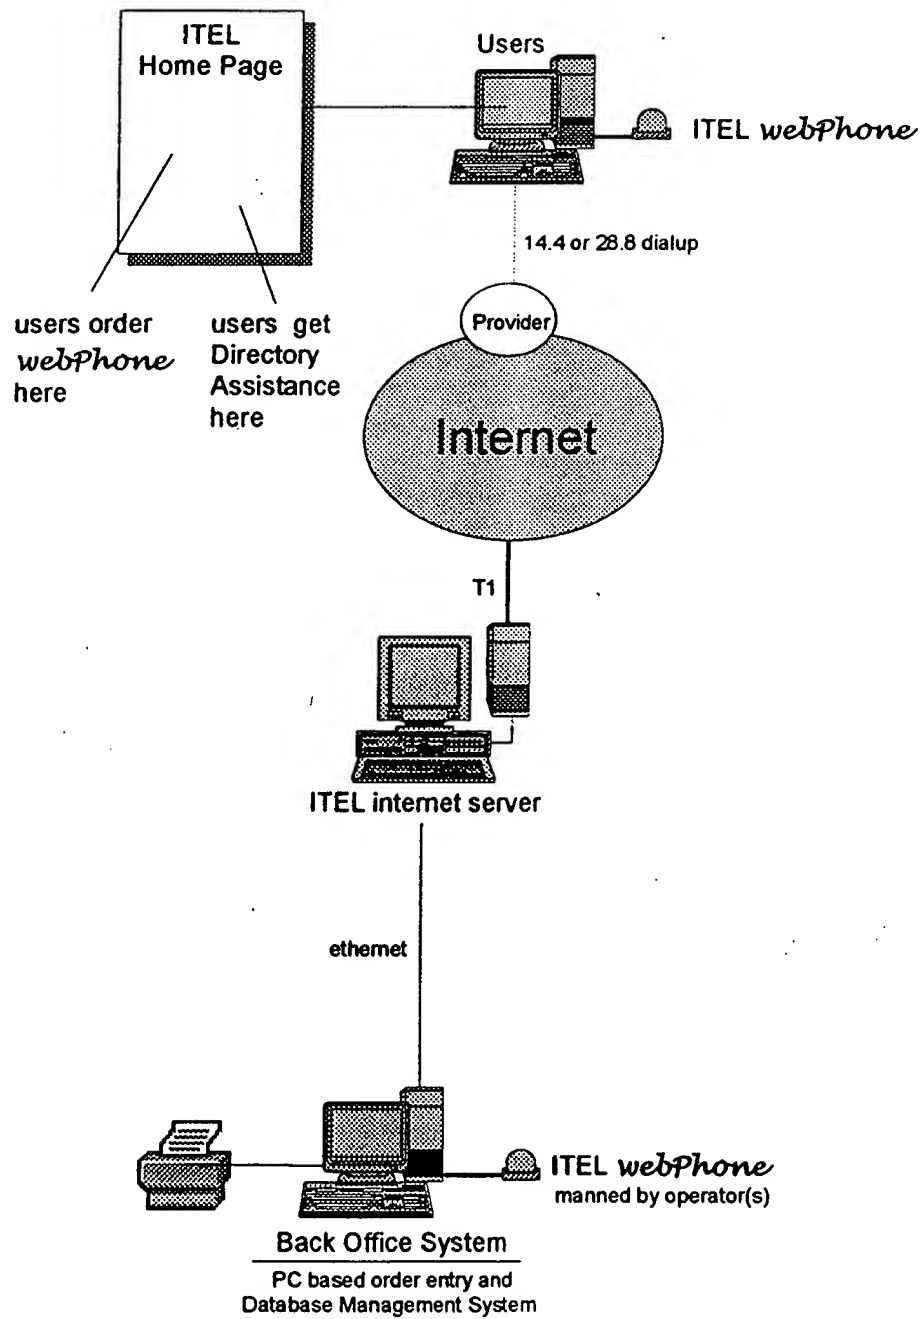 ITEL
Home Page
Users
ITEL webPhone
14.4 or 28.8 dialup
Provider
users order
webPhone
here
users get
Directory
Assistance
here
Internet
T1
ITEL internet server
ethernet
ITEL webPhone
manned by operator(s)
Back Office System
PC based order entry and
Database Management System